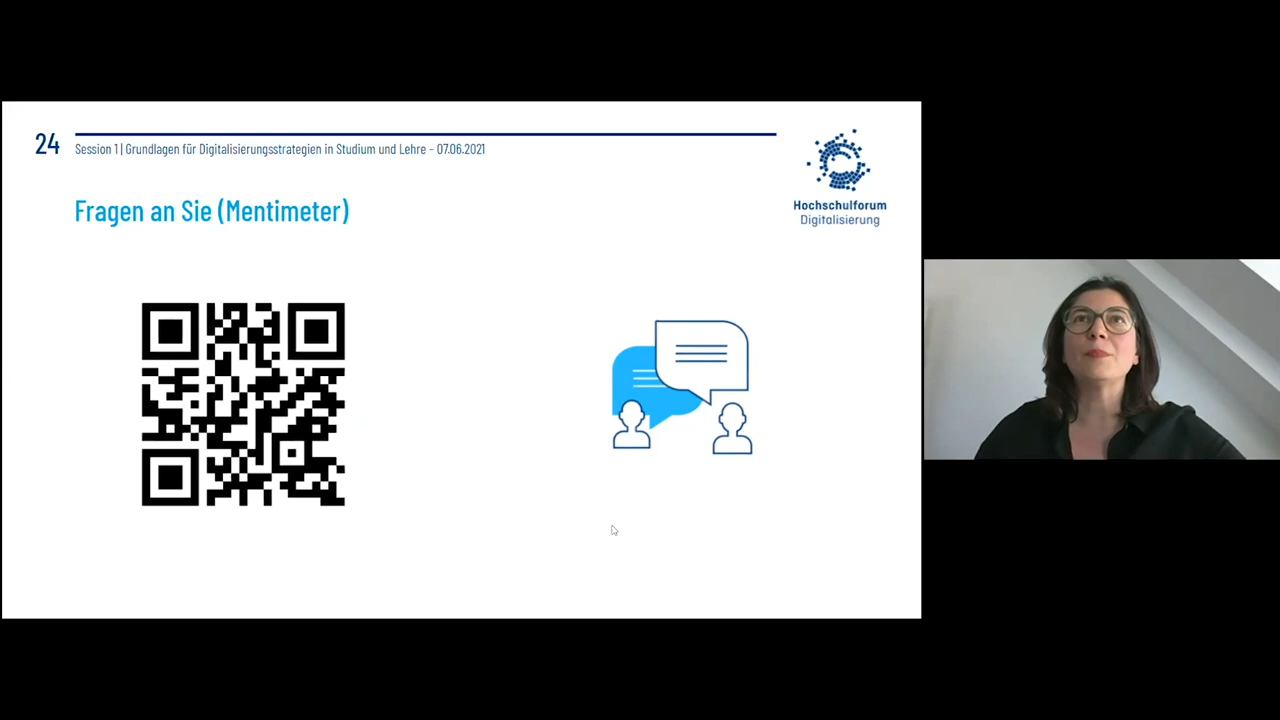 24
Session 1 | Grundlagen für Digitalisierungsstrategien in Studium und Lehre – 07.06.2021
Hochschulforum
Digitalisierung
Fragen an Sie (Mentimeter)